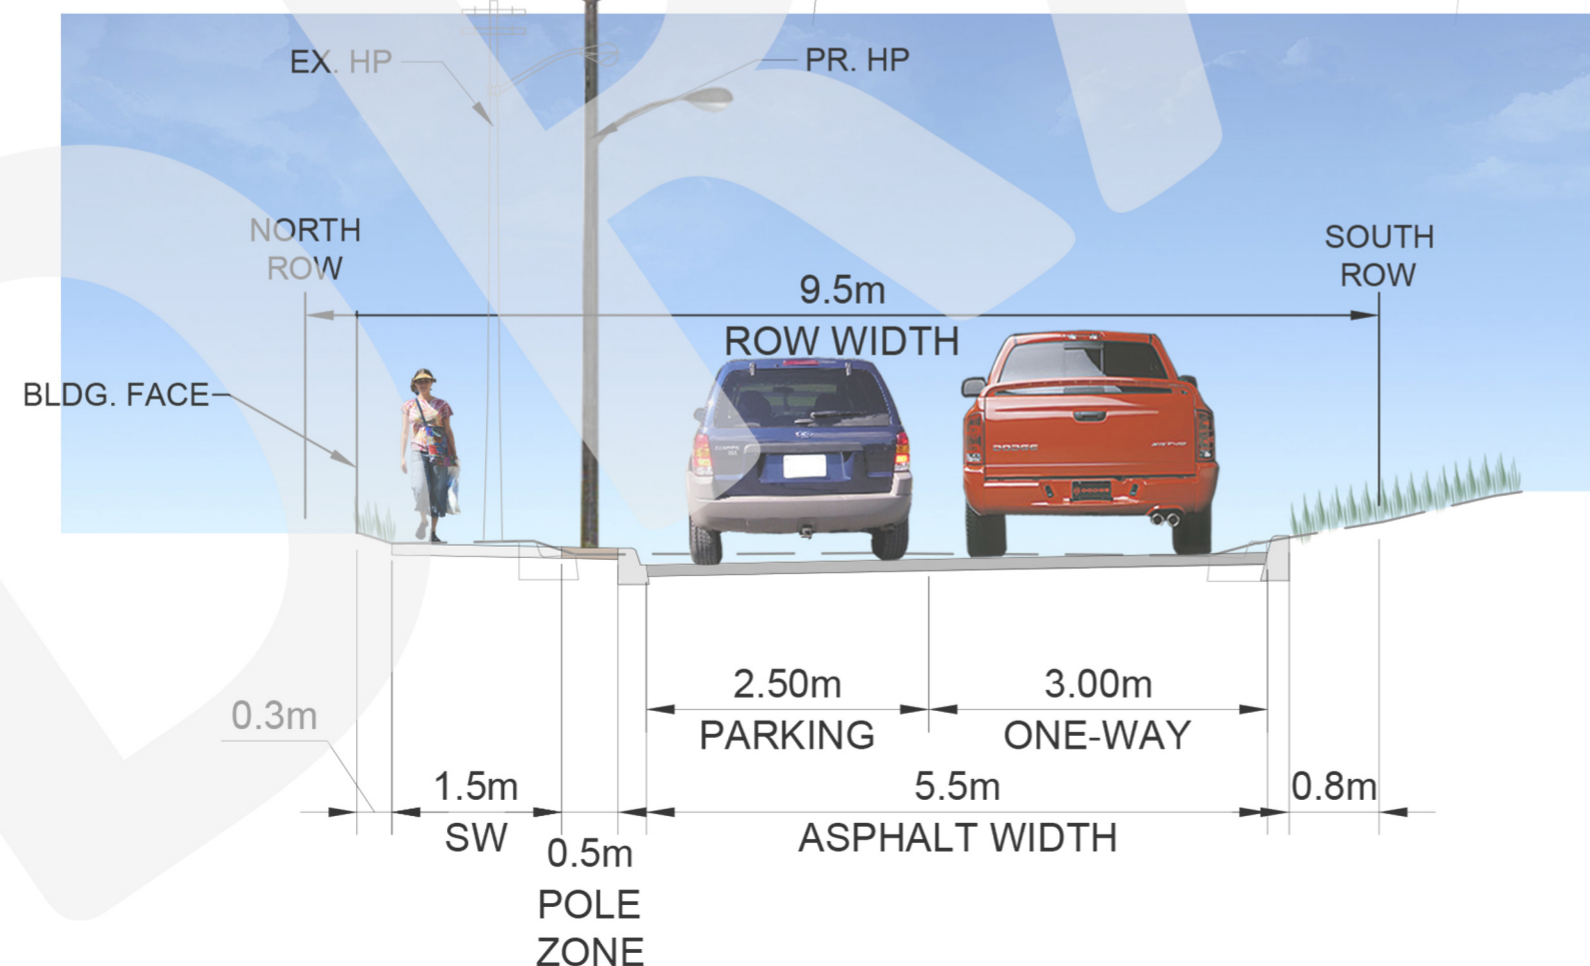 EX. HP
PR. HP
NORTH
ROW
SOUTH
ROW
9.5m
ROW WIDTH
BLDG. FACE
DODGE
2.50m
3.00m
PARKING
ONE-WAY
0.3m
1.5m
5.5m
0.8m
SW
ASPHALT WIDTH
0.5m
POLE
ZONE